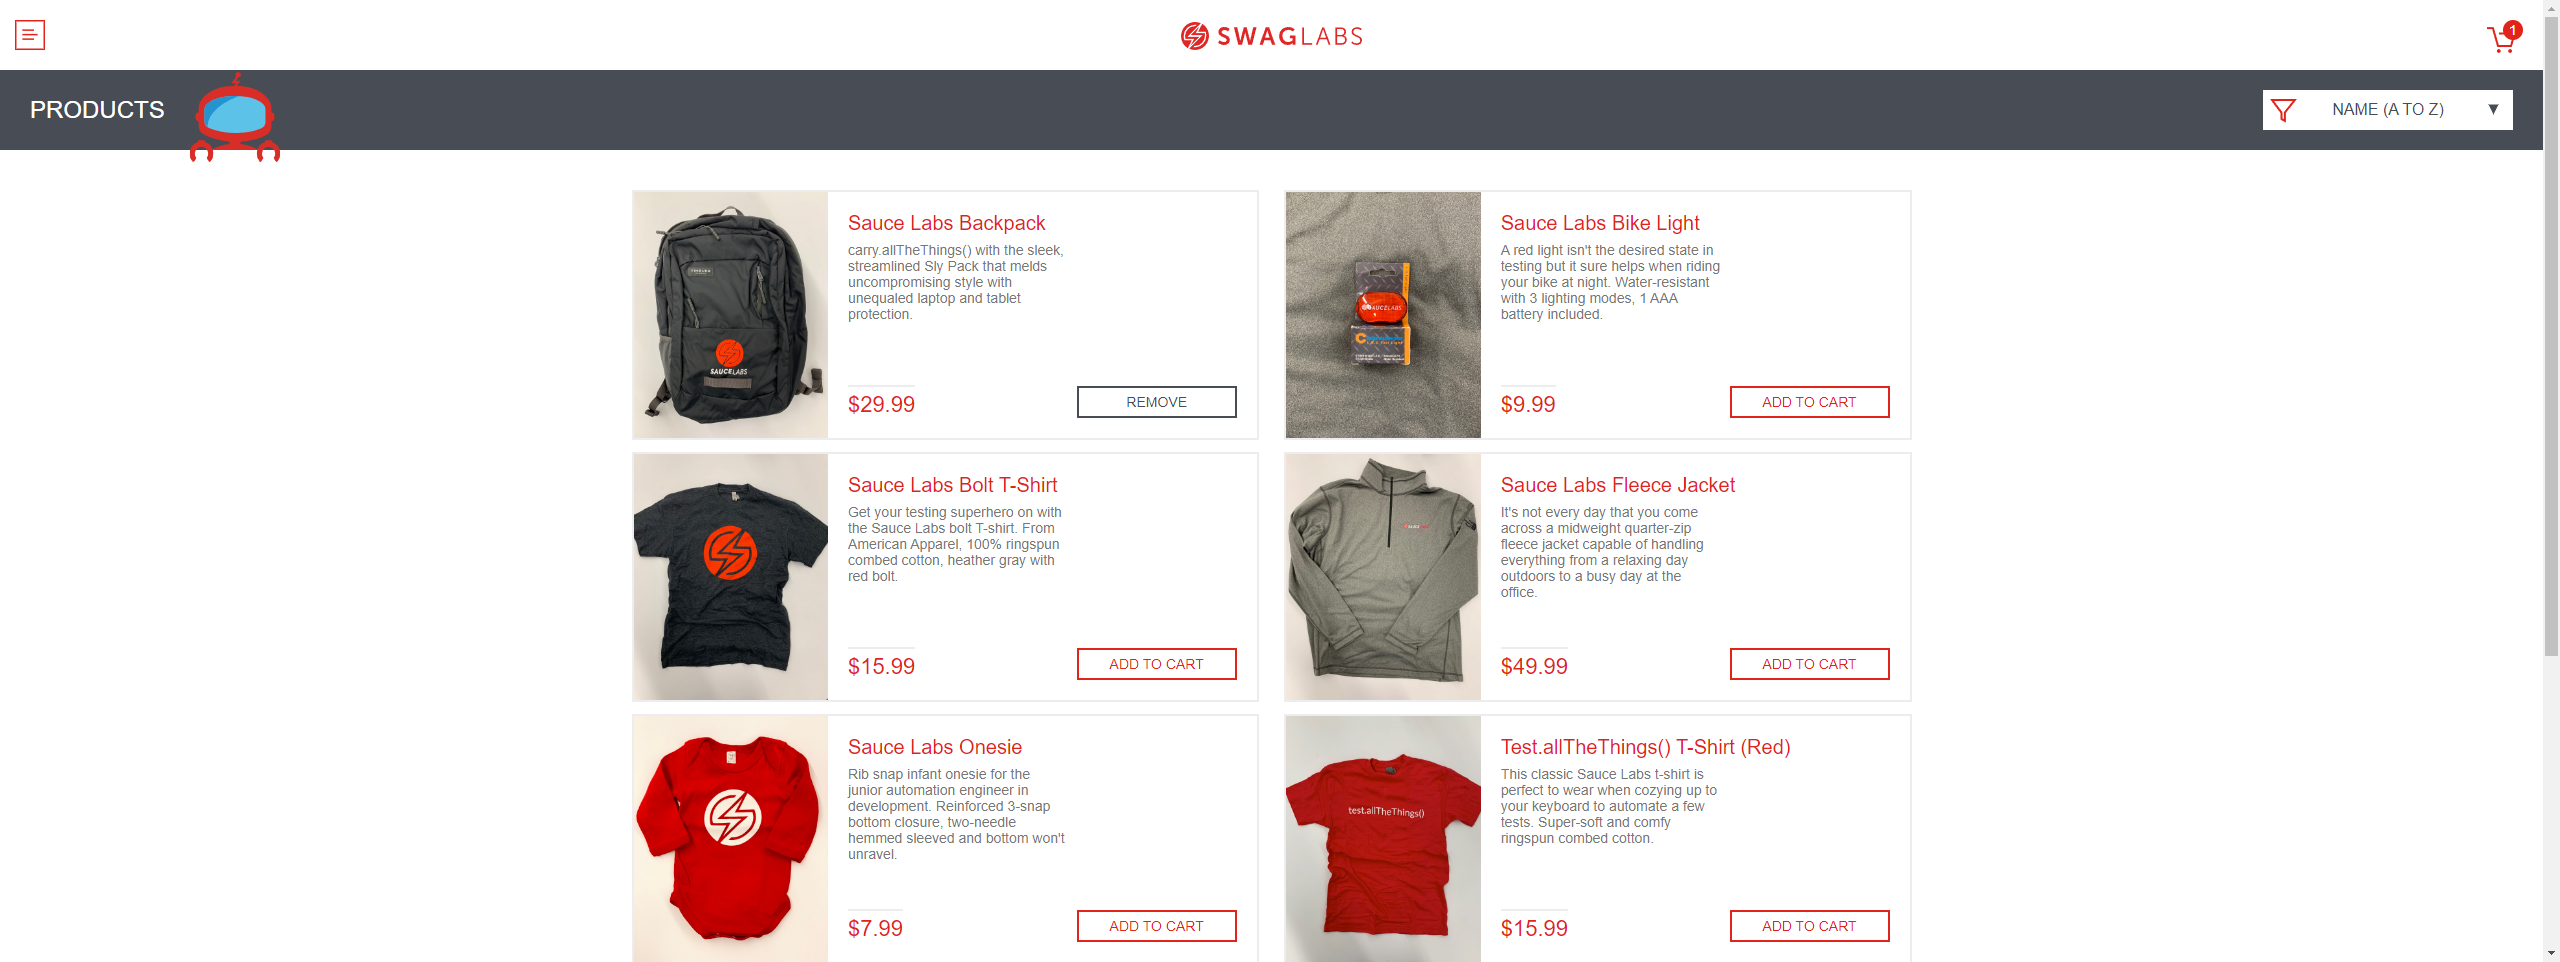 SWAGLABS
1
PRODUCTS
NAME (A TO Z)
Sauce Labs Backpack
carry.allTheThings() with the sleek,
streamlined Sly Pack that melds
uncompromising style with
unequaled laptop and tablet
protection.
$29.99
REMOVE
SAUCELABS
Sauce Labs Bike Light
A red light isn't the desired state in
testing but it sure helps when riding
your bike at night. Water-resistant
with 3 lighting modes, 1 AAA
battery included.
$9.99
ADD TO CART
SAUCELABS
Sauce Labs Bolt T-Shirt
Get your testing superhero on with
the Sauce Labs bolt T-shirt. From
American Apparel, 100% ringspun
combed cotton, heather gray with
red bolt.
$15.99
ADD TO CART
Sauce Labs Fleece Jacket
It's not every day that you come
across a midweight quarter-zip
fleece jacket capable of handling
everything from a relaxing day
outdoors to a busy day at the
office.
$49.99
ADD TO CART
Sauce Labs Onesie
Rib snap infant onesie for the
junior automation engineer in
development. Reinforced 3-snap
bottom closure, two-needle
hemmed sleeved and bottom won't
unravel.
$7.99
ADD TO CART
test.allTheThings()
Test.allTheThings() T-Shirt (Red)
This classic Sauce Labs t-shirt is
perfect to wear when cozying up to
your keyboard to automate a few
tests. Super-soft and comfy
ringspun combed cotton.
$15.99
ADD TO CART